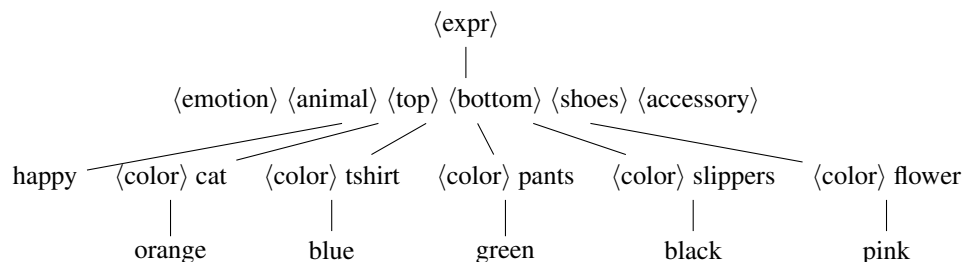 ⟨expr⟩
⟨emotion⟩ ⟨animal⟩ ⟨top⟩ ⟨bottom⟩ ⟨shoes⟩ ⟨accessory⟩
happy ⟨color⟩ cat ⟨color⟩ tshirt ⟨color⟩ pants ⟨color⟩ slippers ⟨color⟩ flower
orange blue green black pink